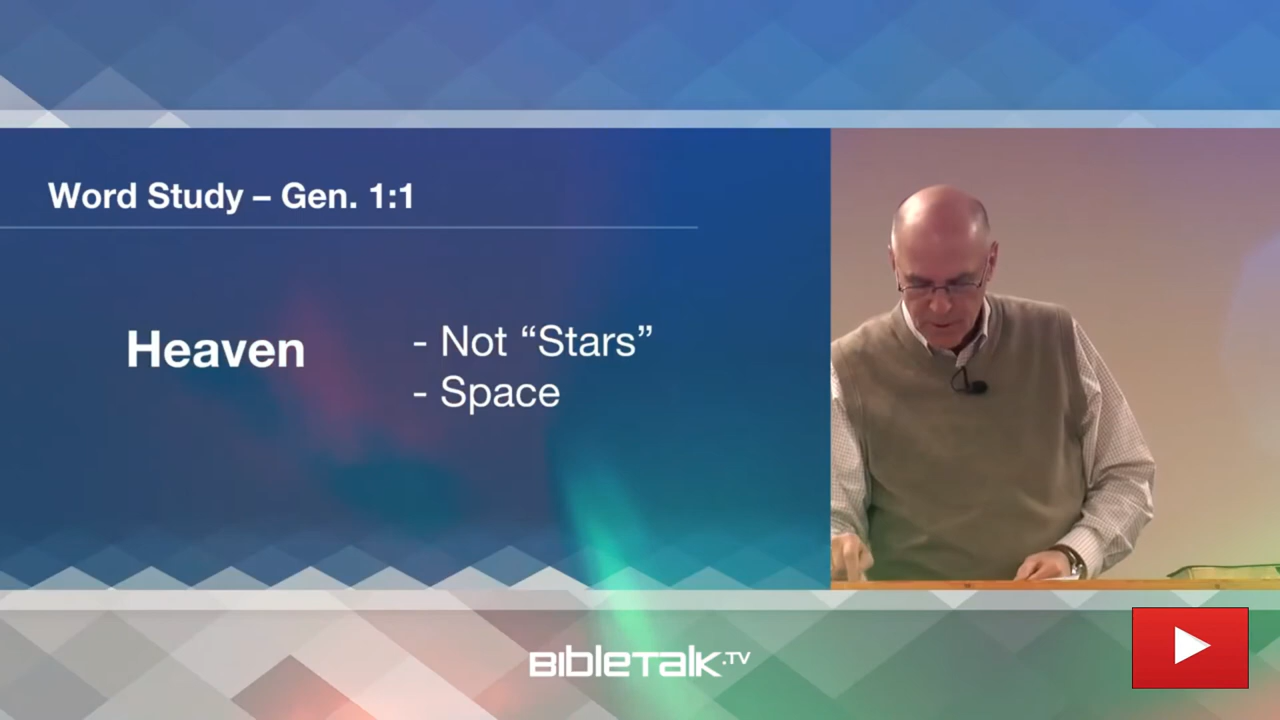 Word Study – Gen. 1:1
Heaven
- Not “Stars”
- Space
BIBLETALK.TV